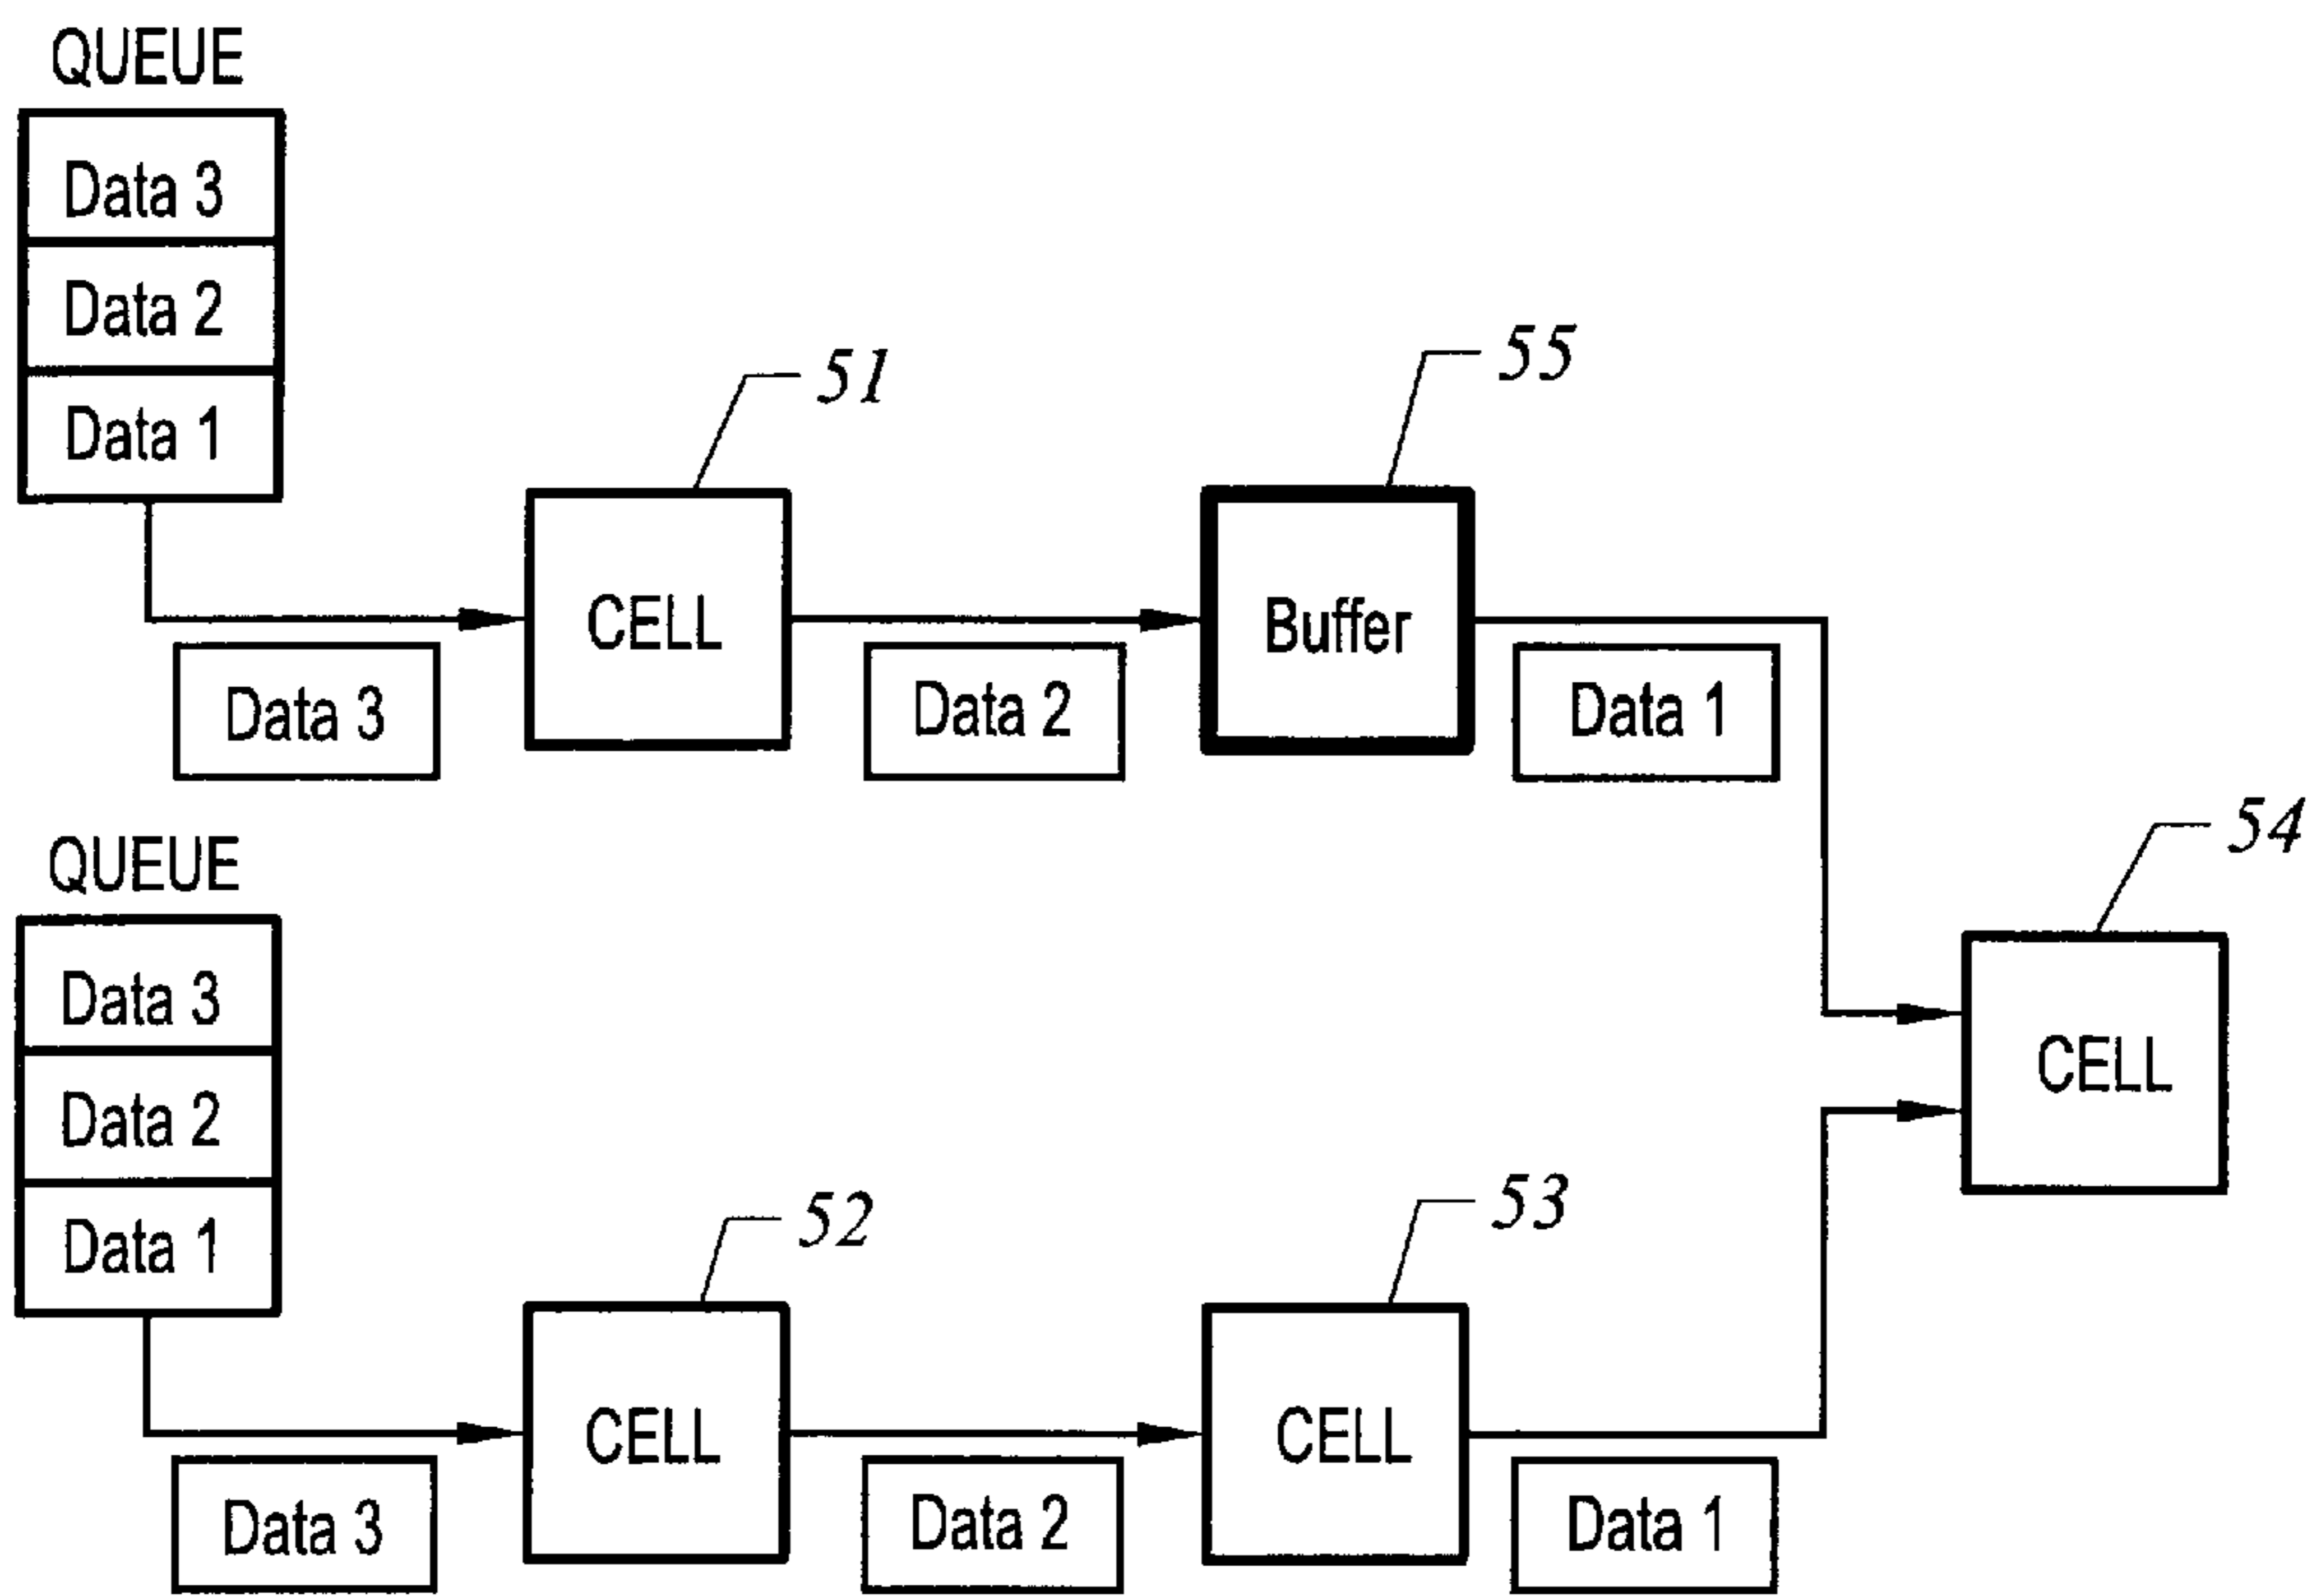 QUEUE
Data 3
Data 2
Data 1
51
55
CELL
Buffer
Data 3
Data 2
Data 1
54
QUEUE
Data 3
Data 2
Data 1
CELL
52
53
CELL
CELL
Data 3
Data 2
Data 1